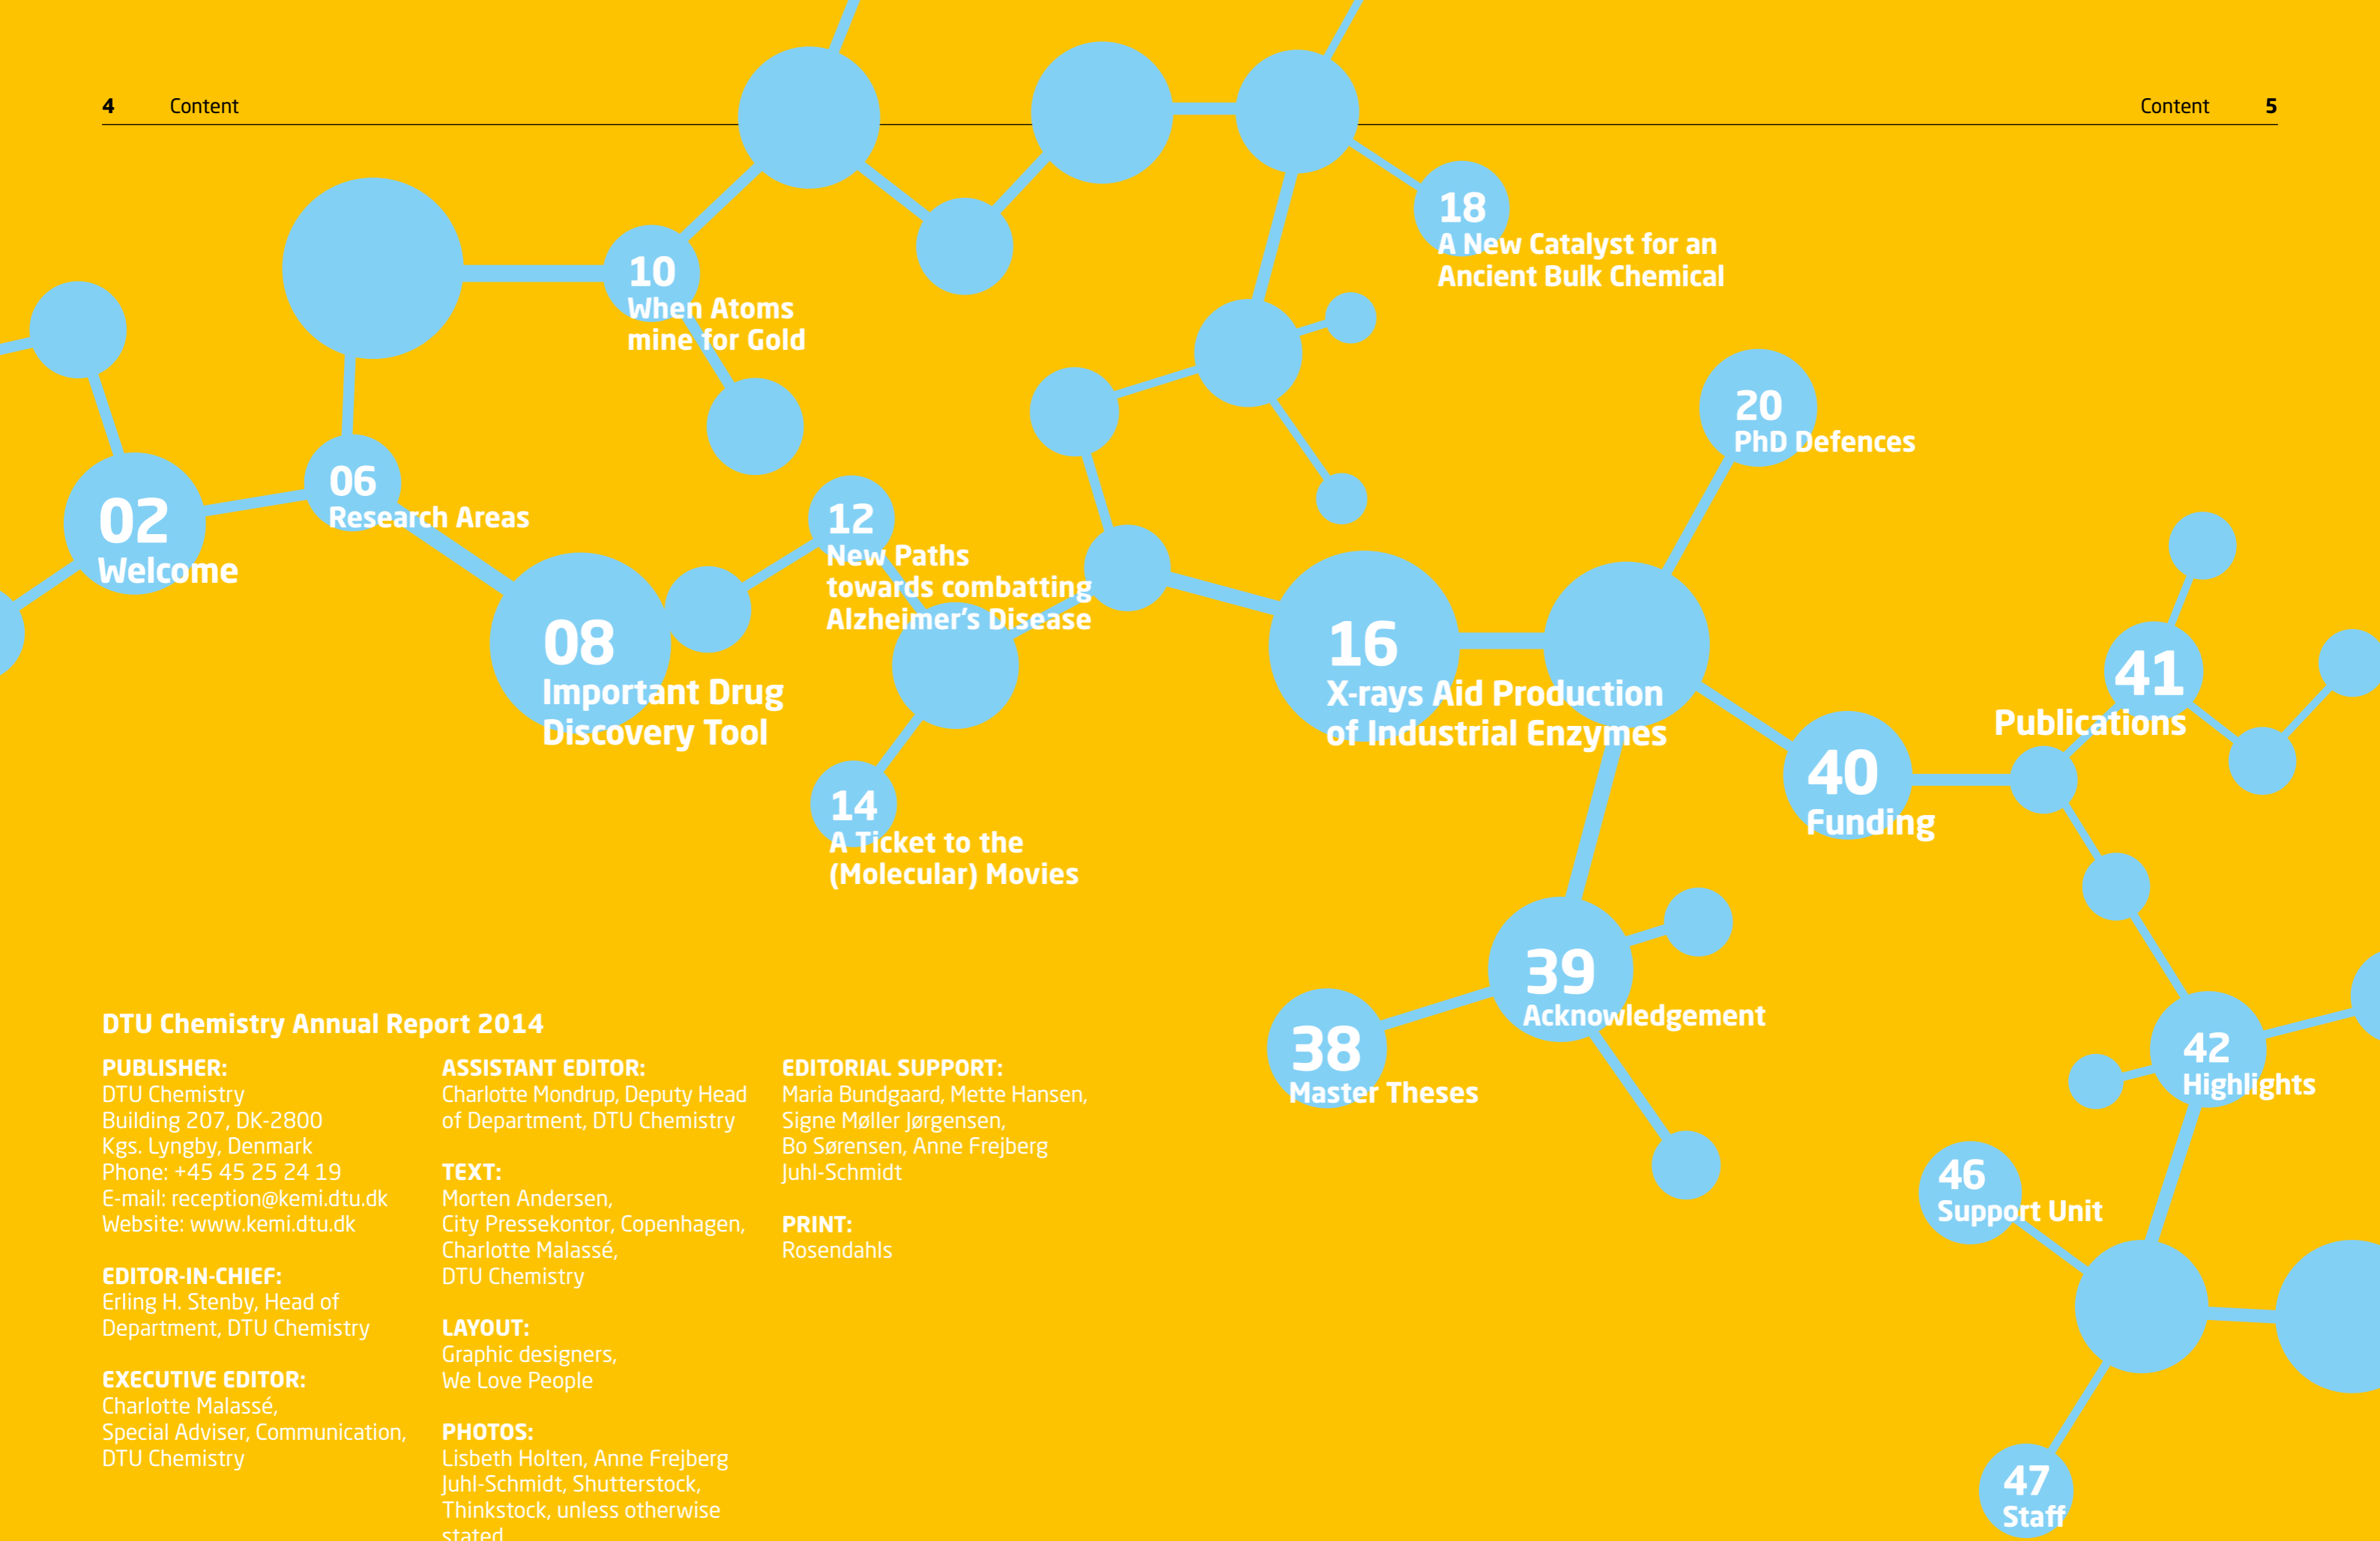 4 Content
Content 5
02
Welcome
06
Research Areas
08
Important Drug
Discovery Tool
10
When Atoms
mine for Gold
12
New Paths
towards combatting
Alzheimer’s Disease
14
A Ticket to the
(Molecular) Movies
16
X-rays Aid Production
of Industrial Enzymes
18
A New Catalyst for an
Ancient Bulk Chemical
20
PhD Defences
38
Master Theses
39
Acknowledgement
40
Funding
41
Publications
42
Highlights
46
Support Unit
47
Staff
DTU Chemistry Annual Report 2014
PUBLISHER:
DTU Chemistry
Building 207, DK-2800
Kgs. Lyngby, Denmark
Phone: +45 45 25 24 19
E-mail: reception@kemi.dtu.dk
Website: www.kemi.dtu.dk
EDITOR-IN-CHIEF:
Erling H. Stenby, Head of
Department, DTU Chemistry
EXECUTIVE EDITOR:
Charlotte Malassé,
Special Adviser, Communication,
DTU Chemistry
ASSISTANT EDITOR:
Charlotte Mondrup, Deputy Head
of Department, DTU Chemistry
TEXT:
Morten Andersen,
City Pressekontor, Copenhagen,
Charlotte Malassé,
DTU Chemistry
LAYOUT:
Graphic designers,
We Love People
PHOTOS:
Lisbeth Holten, Anne Frejberg
Juhl-Schmidt, Shutterstock,
Thinkstock, unless otherwise
stated
EDITORIAL SUPPORT:
Maria Bundgaard, Mette Hansen,
Signe Møller Jørgensen,
Bo Sørensen, Anne Frejberg
Juhl-Schmidt
PRINT:
Rosendahls